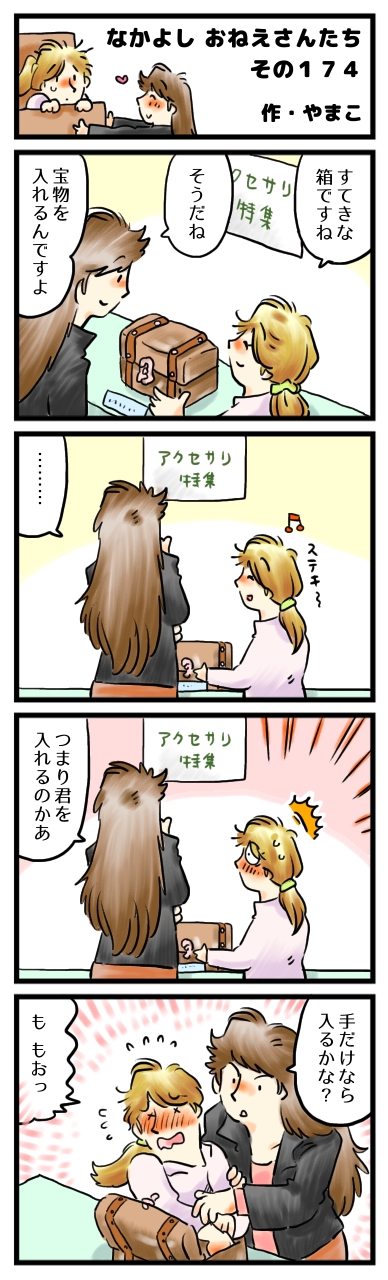 なかよし おねえさんたち
その１７４
作・やまこ
すてきな
箱ですね
そうだね
宝物を
入れるんですよ
クセサリ
特集
………
アクセサリ
特集
ステキ～
つまり君を
入れるのかあ
アクセサリ
特集
手だけなら
入るかな？
も もおっ